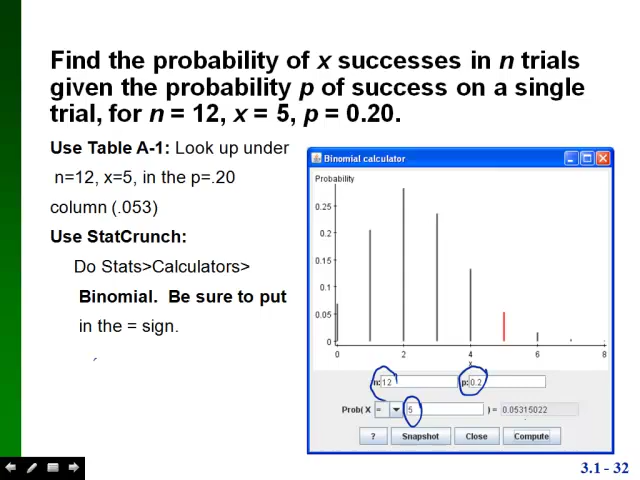 Find the probability of x successes in n trials
given the probability p of success on a single
trial, for n = 12, x = 5, p = 0.20.
Use Table A-1: Look up under
n=12, x=5, in the p=.20
column (.053)
Use StatCrunch:
Do Stats>Calculators>
Binomial. Be sure to put
in the = sign.
Binomial calculator
Probability
0.25
0.2
0.15
0.1
0.05
0
0 2 4 6 8
x
n: 12 p: 0.2
Prob( X = 5 ) = 0.05315022
? Snapshot Close Compute
3.1 - 32